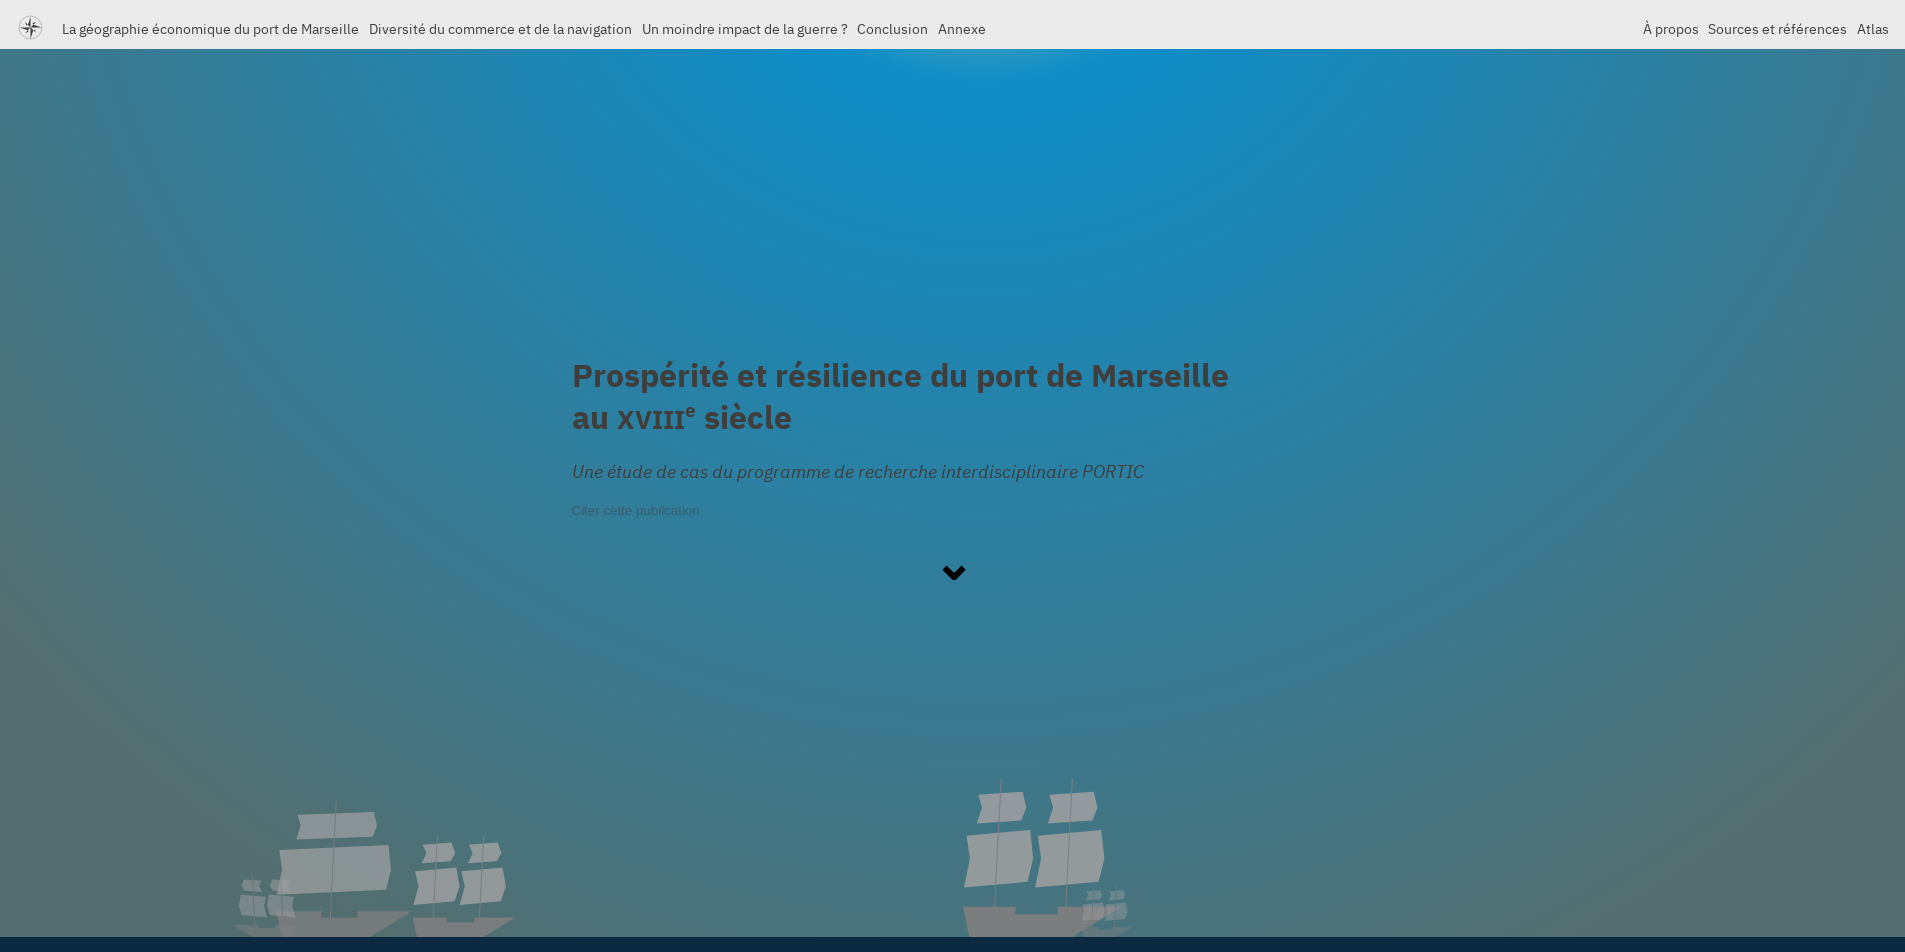 La géographie économique du port de Marseille Diversité du commerce et de la navigation Un moindre impact de la guerre ? Conclusion Annexe À propos Sources et références Atlas
Prospérité et résilience du port de Marseille
au XVIIIe siècle
Une étude de cas du programme de recherche interdisciplinaire PORTIC
Citer cette publication